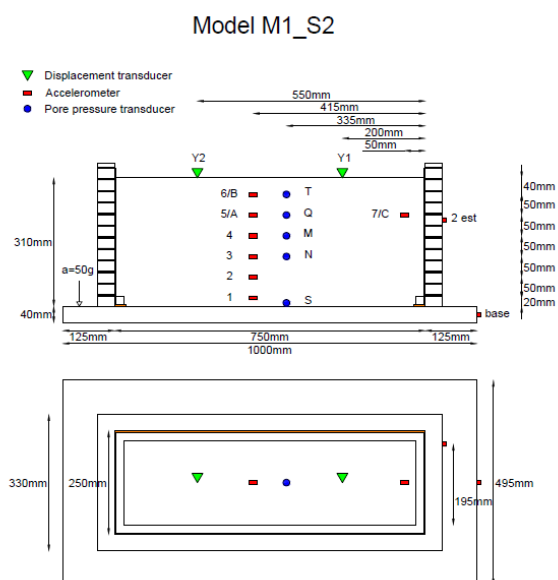 Model M1_S2
Displacement transducer
Accelerometer
Pore pressure transducer
550mm
415mm
335mm
200mm
50mm
Y2
Y1
6/B
T
40mm
50mm
5/A
Q
7/C
2 est
50mm
4
M
310mm
3
N
50mm
a=50g
2
50mm
50mm
1
S
20mm
40mm
base
125mm
750mm
125mm
1000mm
330mm
250mm
195mm
495mm